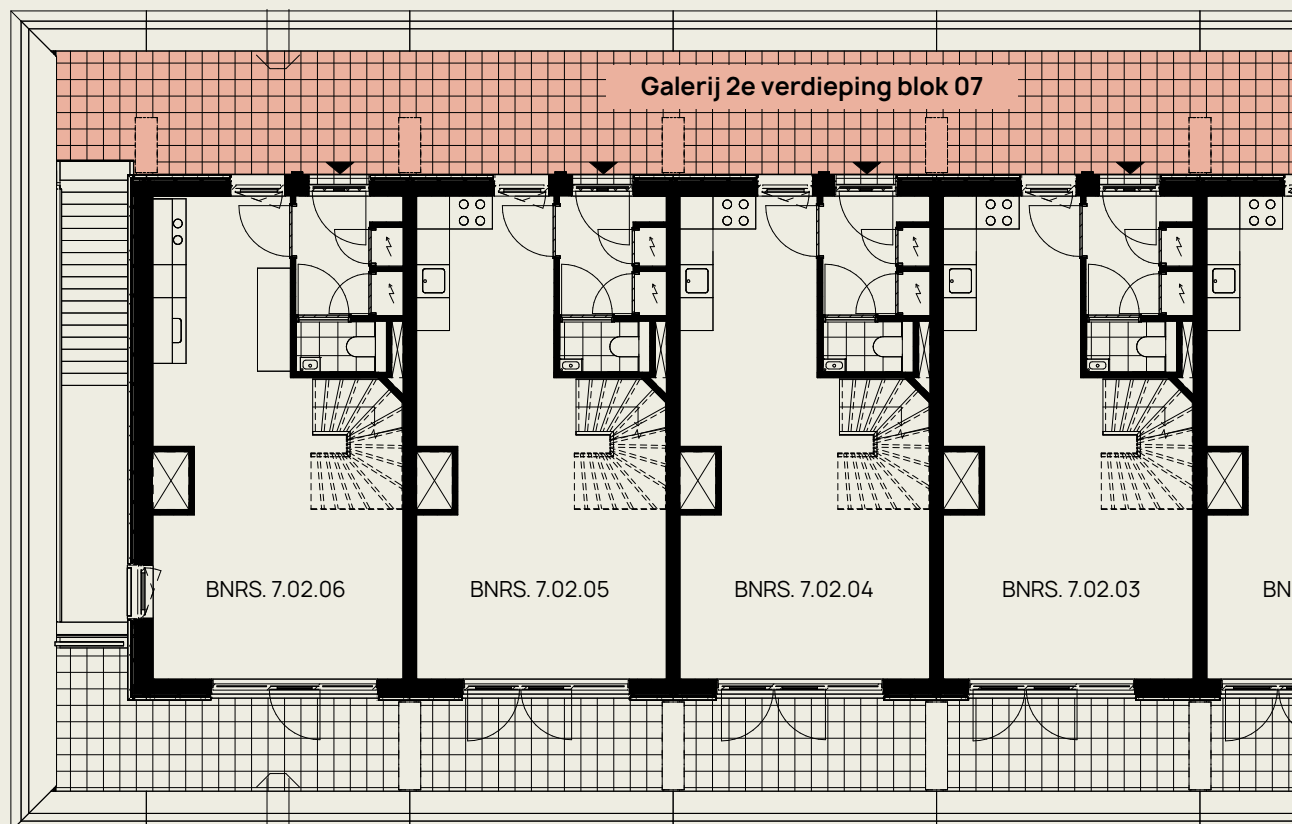 Galerij 2e verdieping blok 07
BNRS. 7.02.06
BNRS. 7.02.05
BNRS. 7.02.04
BNRS. 7.02.03
BN